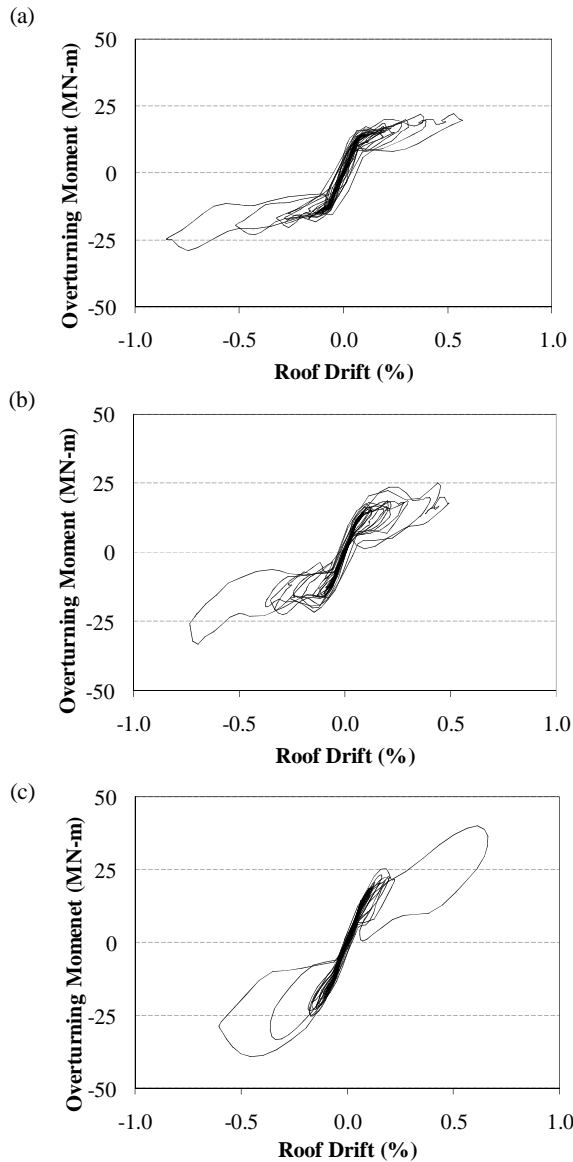 (a)
Overturning Moment (MN-m)
50
25
0
-25
-50
-1.0 -0.5 0.0 0.5 1.0
Roof Drift (%)
(b)
Overturning Moment (MN-m)
50
25
0
-25
-50
-1.0 -0.5 0.0 0.5 1.0
Roof Drift (%)
(c)
Overturning Momenet (MN-m)
50
25
0
-25
-50
-1.0 -0.5 0.0 0.5 1.0
Roof Drift (%)